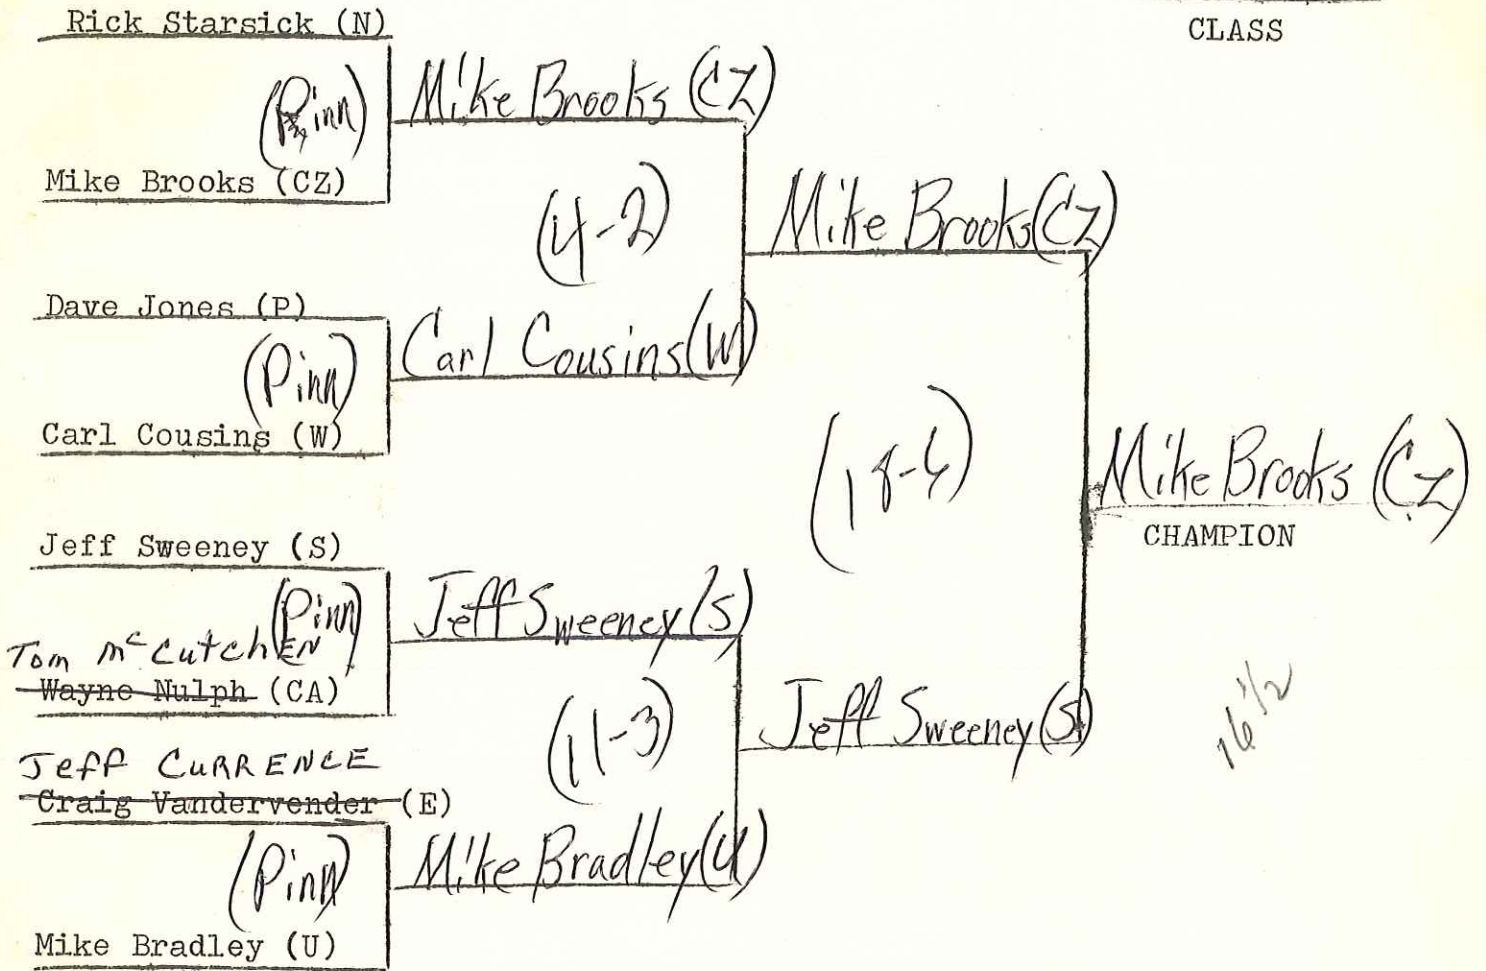 Rick Starsick (N)
CLASS
(Pinn)
Mike Brooks (CZ)
Mike Brooks (CZ)
(4-2)
Mike Brooks (CZ)
Dave Jones (P)
Carl Cousins (W)
(Pinn)
Carl Cousins (W)
(18-6)
Mike Brooks (CZ)
CHAMPION
Jeff Sweeney (S)
(Pinn)
Jeff Sweeney (S)
Tom McCutchEN
Wayne Nulph (CA)
(11-3)
Jeff Sweeney (S)
16 1/2
Jeff CURRENCE
Craig Vandervender (E)
Mike Bradley (U)
(Pinn)
Mike Bradley (U)